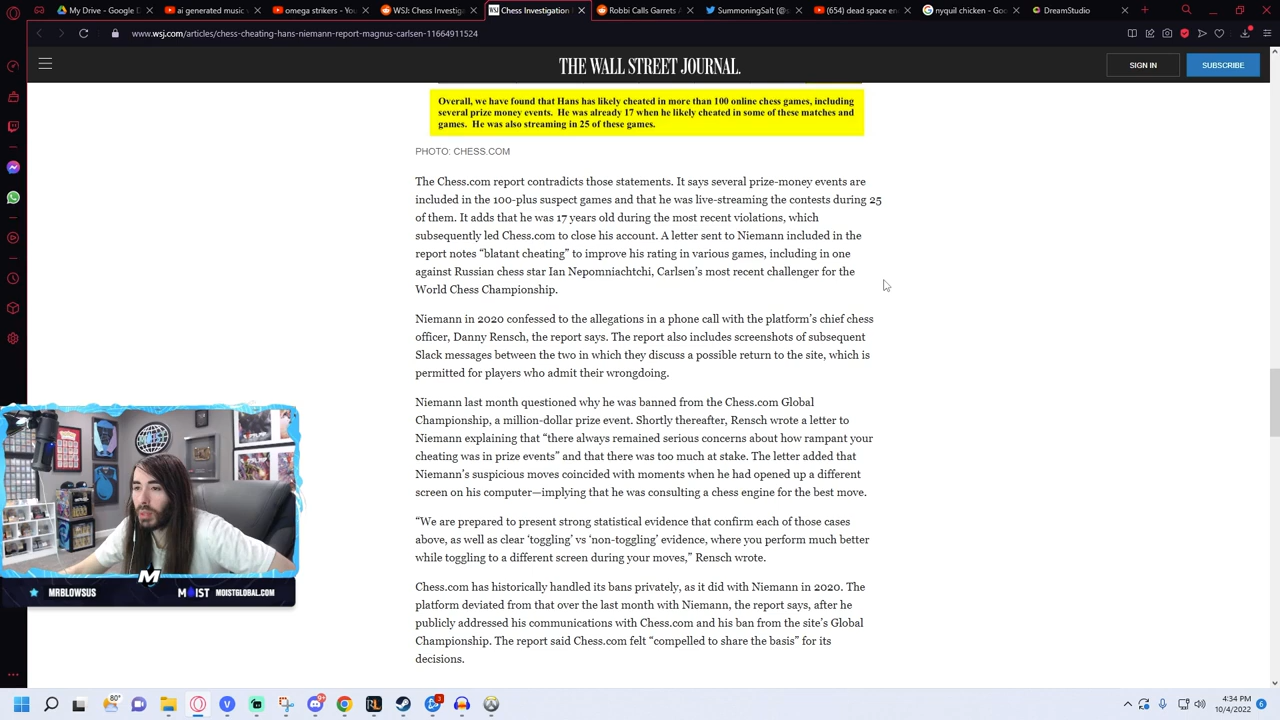 My Drive - Google D
ai generated music
omega strikers - You
WSJ: Chess Investiga
Chess Investigation
Robbi Calls Garrets A
SummoningSalt (@s
(654) dead space en
nyquil chicken - Goo
DreamStudio
www.wsj.com/articles/chess-cheating-hans-niemann-report-magnus-carlsen-11664911524
THE WALL STREET JOURNAL.
SIGN IN
SUBSCRIBE
Overall, we have found that Hans has likely cheated in more than 100 online chess games, including
several prize money events. He was already 17 when he likely cheated in some of these matches and
games. He was also streaming in 25 of these games.
PHOTO: CHESS.COM
The Chess.com report contradicts those statements. It says several prize-money events are
included in the 100-plus suspect games and that he was live-streaming the contests during 25
of them. It adds that he was 17 years old during the most recent violations, which
subsequently led Chess.com to close his account. A letter sent to Niemann included in the
report notes “blatant cheating” to improve his rating in various games, including in one
against Russian chess star Ian Nepomniachtchi, Carlsen’s most recent challenger for the
World Chess Championship.
Niemann in 2020 confessed to the allegations in a phone call with the platform’s chief chess
officer, Danny Rensch, the report says. The report also includes screenshots of subsequent
Slack messages between the two in which they discuss a possible return to the site, which is
permitted for players who admit their wrongdoing.
Niemann last month questioned why he was banned from the Chess.com Global
Championship, a million-dollar prize event. Shortly thereafter, Rensch wrote a letter to
Niemann explaining that “there always remained serious concerns about how rampant your
cheating was in prize events” and that there was too much at stake. The letter added that
Niemann’s suspicious moves coincided with moments when he had opened up a different
screen on his computer—implying that he was consulting a chess engine for the best move.
“We are prepared to present strong statistical evidence that confirm each of those cases
above, as well as clear ‘toggling’ vs ‘non-toggling’ evidence, where you perform much better
while toggling to a different screen during your moves,” Rensch wrote.
Chess.com has historically handled its bans privately, as it did with Niemann in 2020. The
platform deviated from that over the last month with Niemann, the report says, after he
publicly addressed his communications with Chess.com and his ban from the site’s Global
Championship. The report said Chess.com felt “compelled to share the basis” for its
decisions.
M
MRBLOWSUS
MOIST
MOISTGLOBAL.COM
80°
4:34 PM
10/4/2022